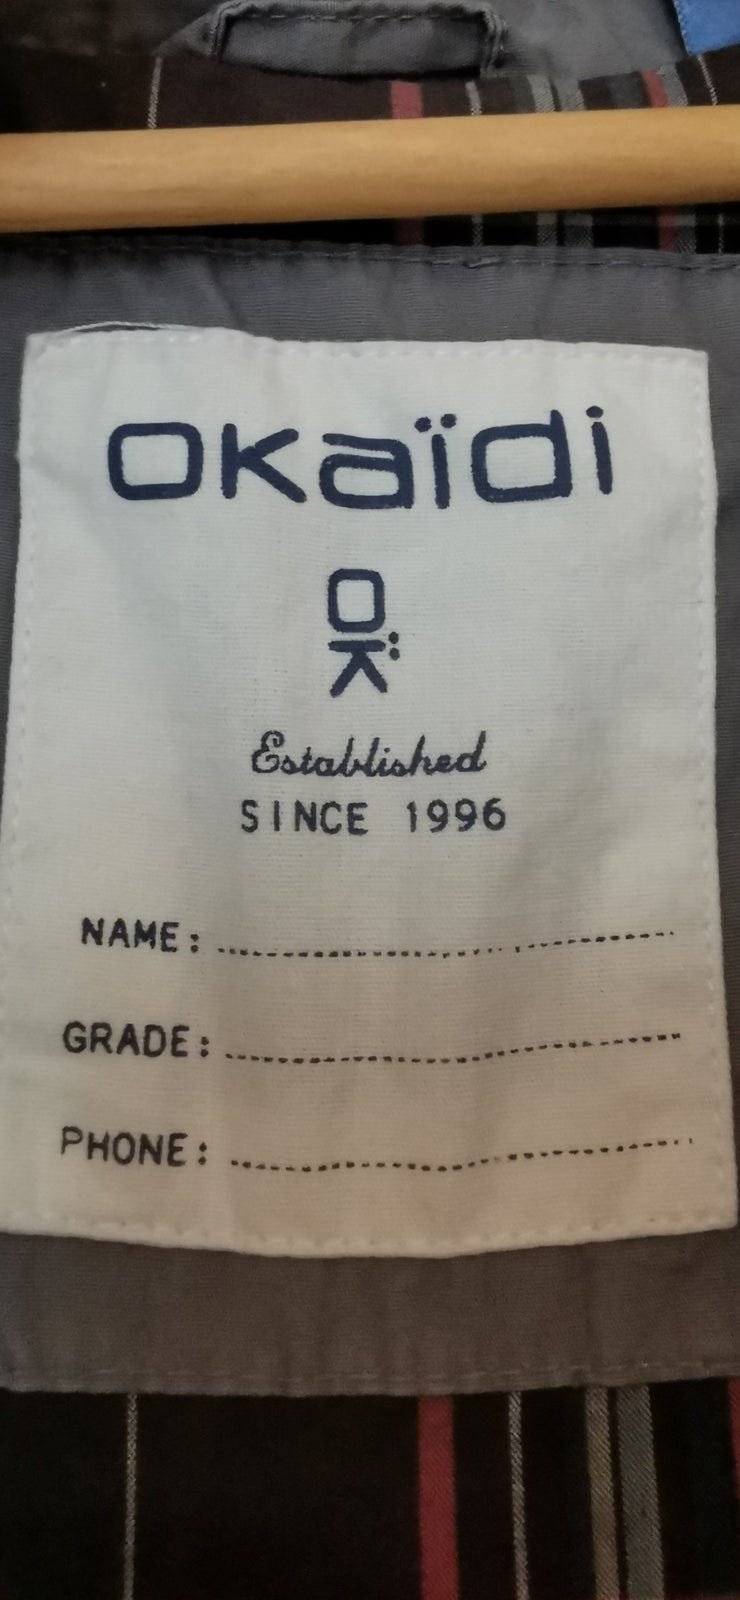 OKaïdi
OK:
Established
SINCE 1996
NAME: ................................
GRADE: ................................
PHONE: ................................